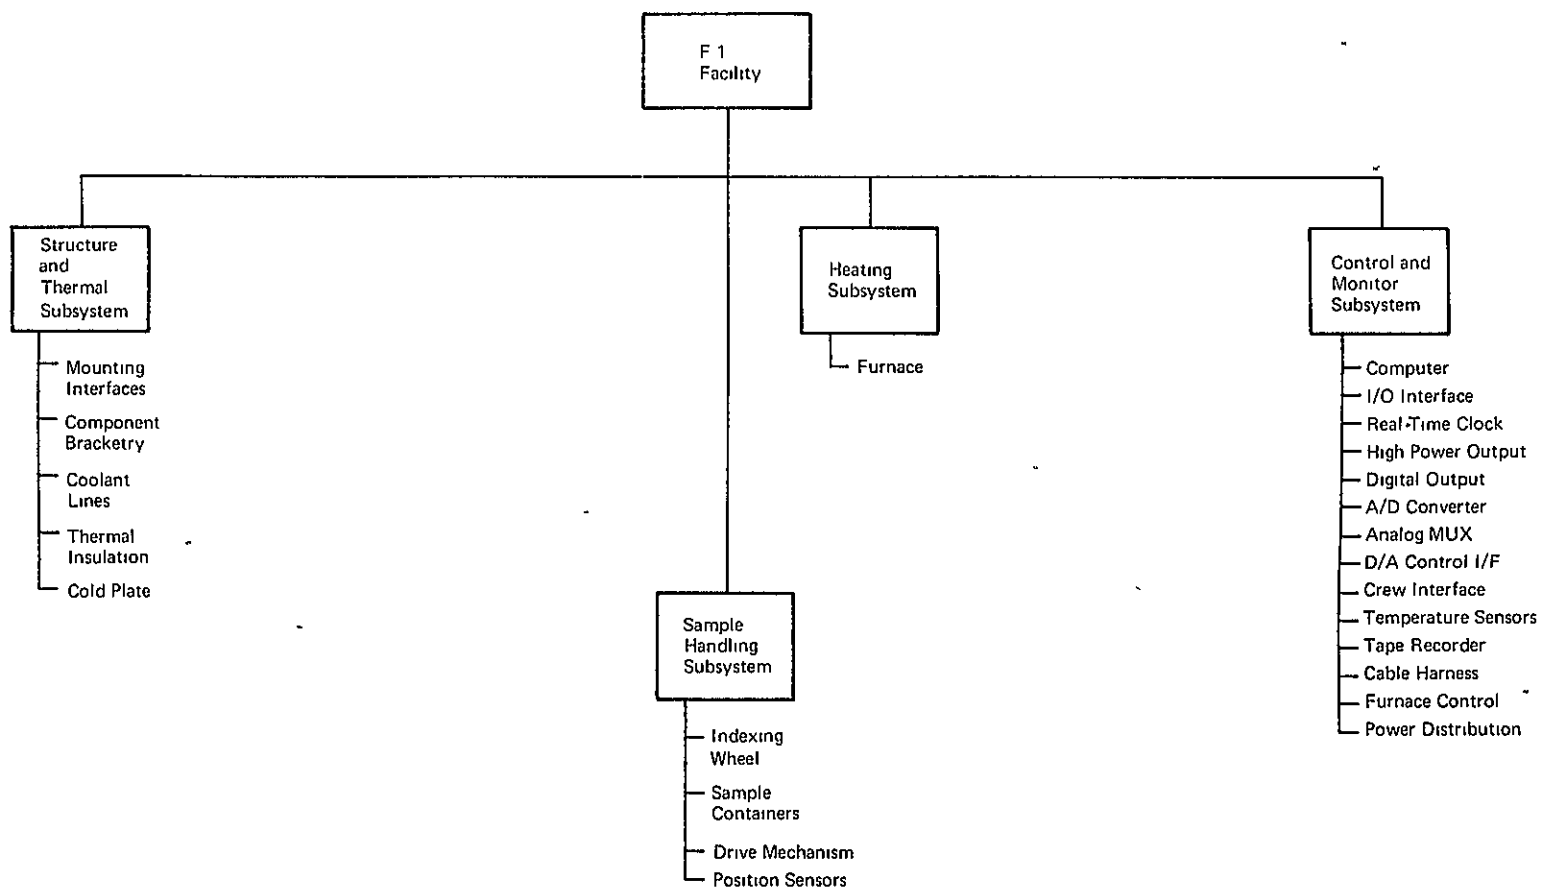 F 1
Facility
Structure
and
Thermal
Subsystem
Mounting
Interfaces
Component
Bracketry
Coolant
Lines
Thermal
Insulation
Cold Plate
Sample
Handling
Subsystem
Indexing
Wheel
Sample
Containers
Drive Mechanism
Position Sensors
Heating
Subsystem
Furnace
Control and
Monitor
Subsystem
Computer
I/O Interface
Real-Time Clock
High Power Output
Digital Output
A/D Converter
Analog MUX
D/A Control I/F
Crew Interface
Temperature Sensors
Tape Recorder
Cable Harness
Furnace Control
Power Distribution